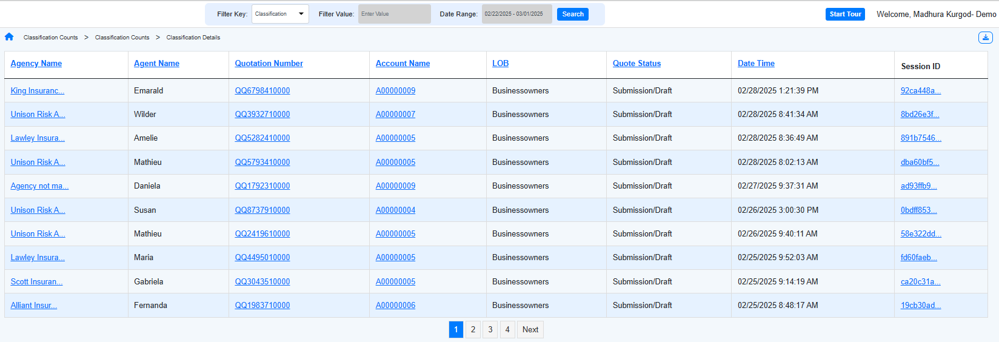 Filter Key: Classification Filter Value: Enter Value Date Range: 02/22/2025 - 03/01/2025 Search Start Tour Welcome, Madhura Kurgod- Demo
Classification Counts > Classification Counts > Classification Details
Agency Name Agent Name Quotation Number Account Name LOB Quote Status Date Time Session ID
King Insuranc... Emarald QQ6798410000 A00000009 Businessowners Submission/Draft 02/28/2025 1:21:39 PM 92ca448a...
Unison Risk A... Wilder QQ3932710000 A00000007 Businessowners Submission/Draft 02/28/2025 8:41:34 AM 8bd26e3f...
Lawley Insura... Amelie QQ5282410000 A00000005 Businessowners Submission/Draft 02/28/2025 8:36:49 AM 891b7546...
Unison Risk A... Mathieu QQ5793410000 A00000005 Businessowners Submission/Draft 02/28/2025 8:02:13 AM dba60bf5...
Agency not ma... Daniela QQ1792310000 A00000009 Businessowners Submission/Draft 02/27/2025 9:37:31 AM ad93ffb9...
Unison Risk A... Susan QQ8737910000 A00000004 Businessowners Submission/Draft 02/26/2025 3:00:30 PM 0bdff853...
Unison Risk A... Mathieu QQ2419610000 A00000005 Businessowners Submission/Draft 02/26/2025 9:40:11 AM 58e322dd...
Lawley Insura... Maria QQ4495010000 A00000005 Businessowners Submission/Draft 02/25/2025 9:52:03 AM fd60faeb...
Scott Insuran... Gabriela QQ3043510000 A00000005 Businessowners Submission/Draft 02/25/2025 9:14:19 AM ca20c31a...
Alliant Insur... Fernanda QQ1983710000 A00000006 Businessowners Submission/Draft 02/25/2025 8:48:17 AM 19cb30ad...
1 2 3 4 Next